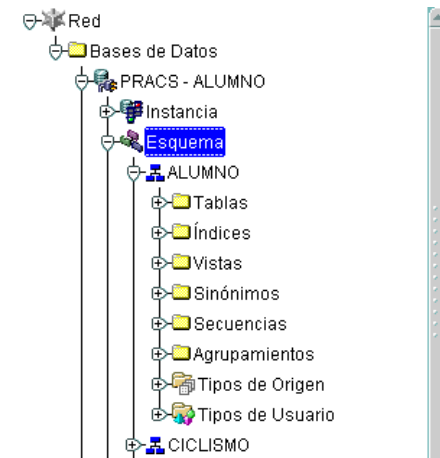 Red
Bases de Datos
PRACS - ALUMNO
Instancia
Esquema
ALUMNO
Tablas
Índices
Vistas
Sinónimos
Secuencias
Agrupamientos
Tipos de Origen
Tipos de Usuario
CICLISMO